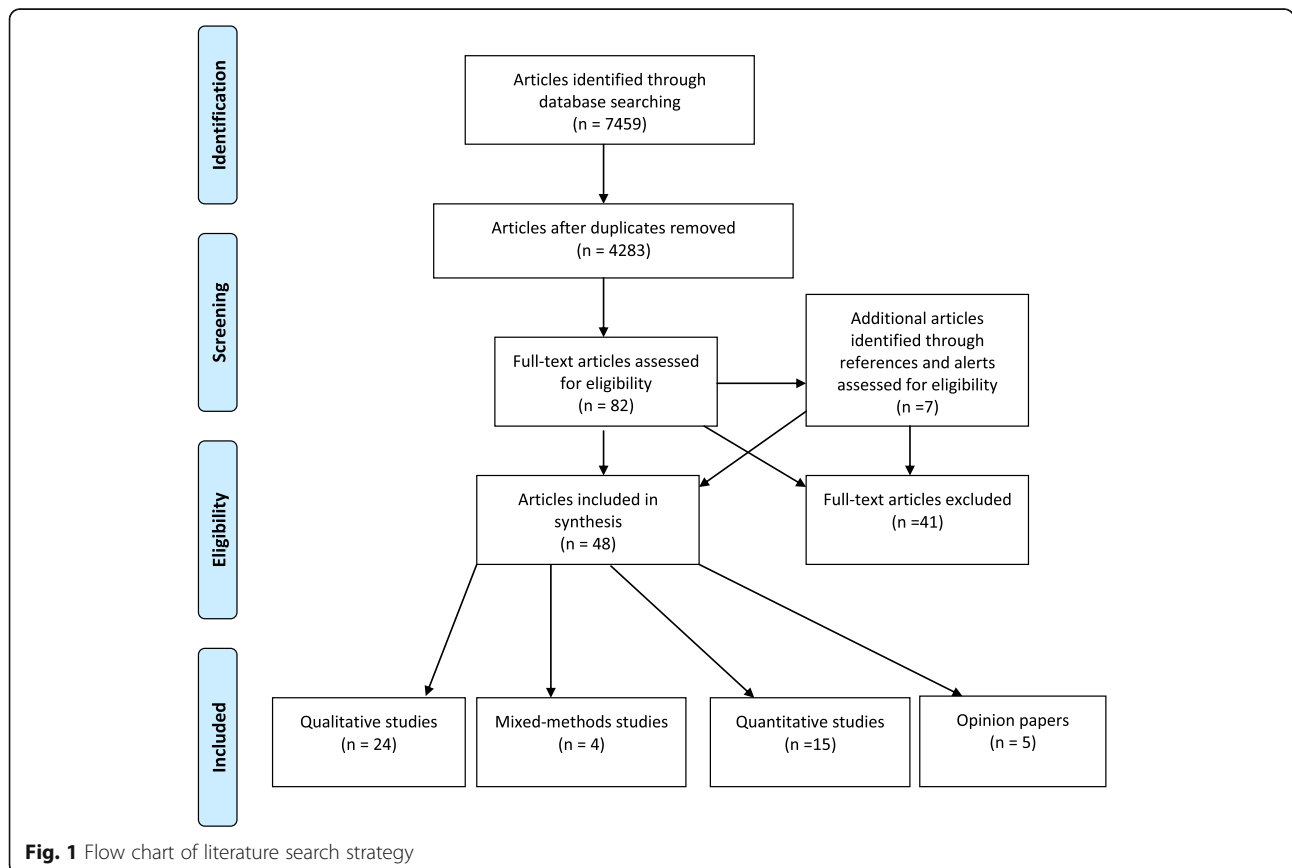 Identification
Articles identified through
database searching
(n = 7459)
Articles after duplicates removed
(n = 4283)
Screening
Full-text articles assessed
for eligibility
(n = 82)
Additional articles
identified through
references and alerts
assessed for eligibility
(n =7)
Eligibility
Articles included in
synthesis
(n = 48)
Full-text articles excluded
(n =41)
Included
Qualitative studies
(n = 24)
Mixed-methods studies
(n = 4)
Quantitative studies
(n =15)
Opinion papers
(n = 5)
Fig. 1 Flow chart of literature search strategy